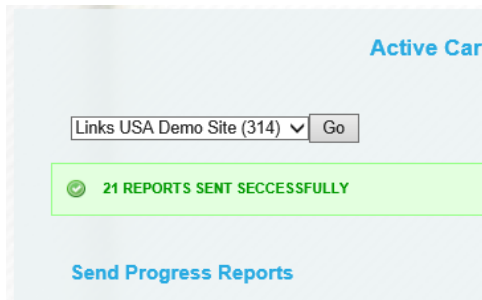 Active Car
Links USA Demo Site (314) Go
21 REPORTS SENT SECCESSFULLY
Send Progress Reports